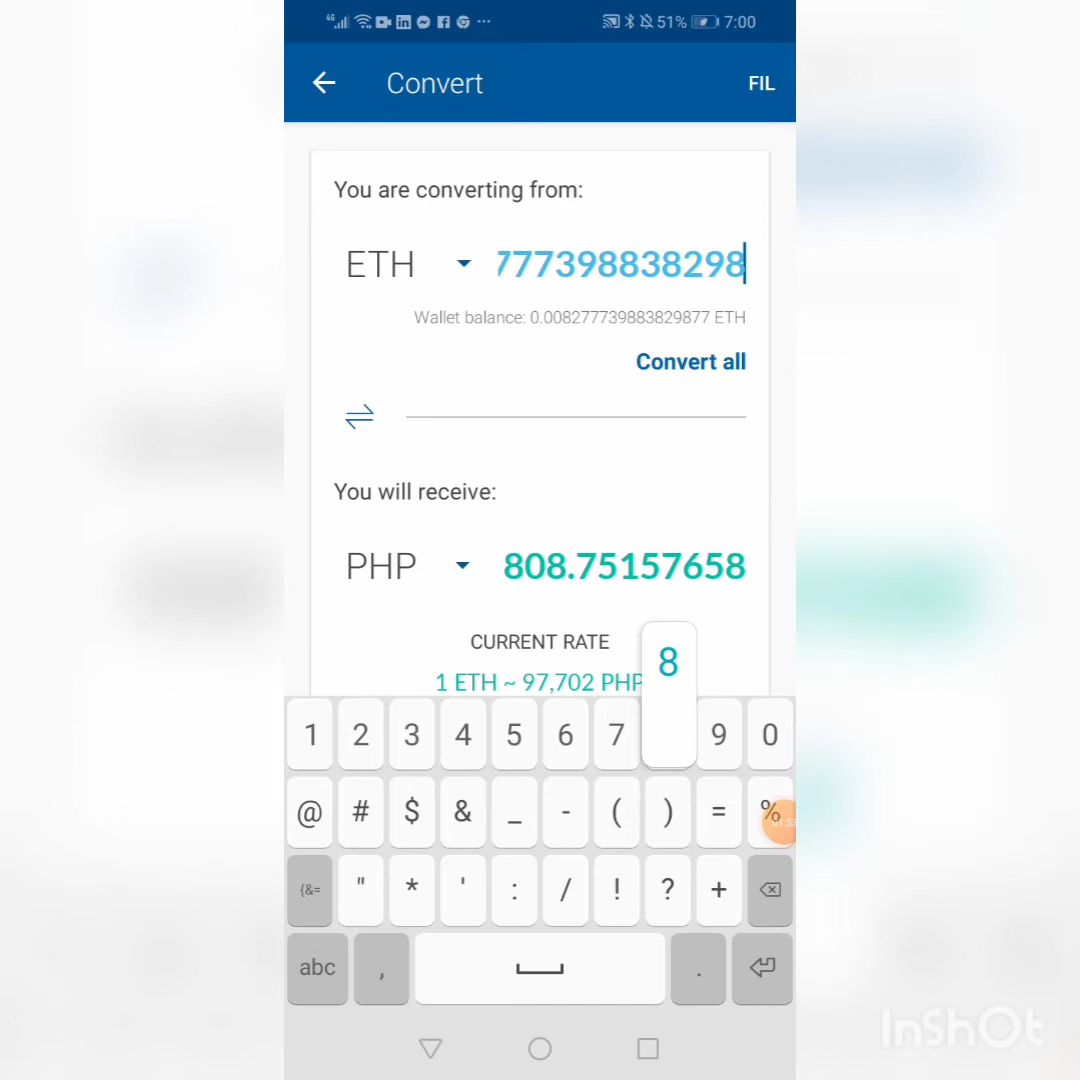 4G 51% 7:00
Convert FIL
You are converting from:
ETH 777398838298
Wallet balance: 0.008277739883829877 ETH
Convert all
You will receive:
PHP 808.75157658
CURRENT RATE
8
1 ETH ~ 97,702 PHP
1 2 3 4 5 6 7 9 0
@ # $ & _ - ( ) = %
{&= " * ' : / ! ? +
abc , .
InShOt